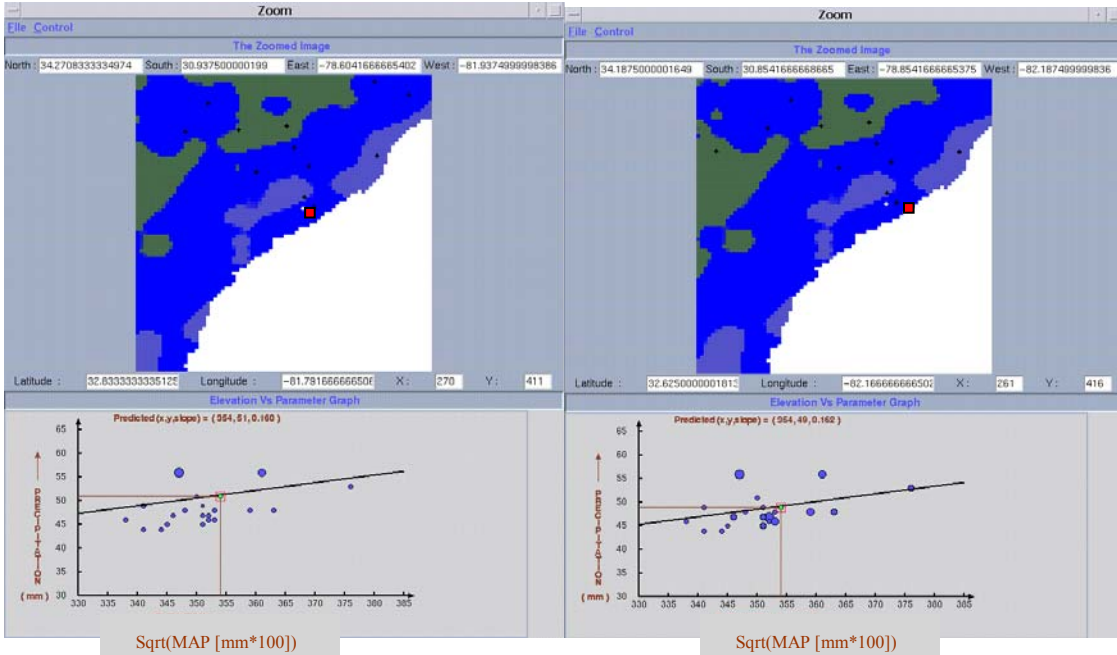 Zoom
File Control
The Zoomed Image
North : 34.2708333334974 South : 30.937500000199 East : -78.6041666665402 West : -81.9374999998386
Latitude : 32.8333333335125 Longitude : X : 270 Y : 411
Elevation Vs Parameter Graph
Predicted (x,y,slope) = ( 354, 51, 0.160 )
65
60
55
50
45
40
35
30
PRECIPITATION
( mm )
330 335 340 345 350 355 360 365 370 375 380 385
Sqrt(MAP [mm*100])
Zoom
File Control
The Zoomed Image
North : 34.1875000001649 South : 30.8541666668665 East : -78.8541666665375 West : -82.187499999836
Latitude : 32.6250000001813 Longitude : X : 261 Y : 416
Elevation Vs Parameter Graph
Predicted (x,y,slope) = ( 354, 49, 0.162 )
65
60
55
50
45
40
35
30
PRECIPITATION
( mm )
330 335 340 345 350 355 360 365 370 375 380 385
Sqrt(MAP [mm*100])